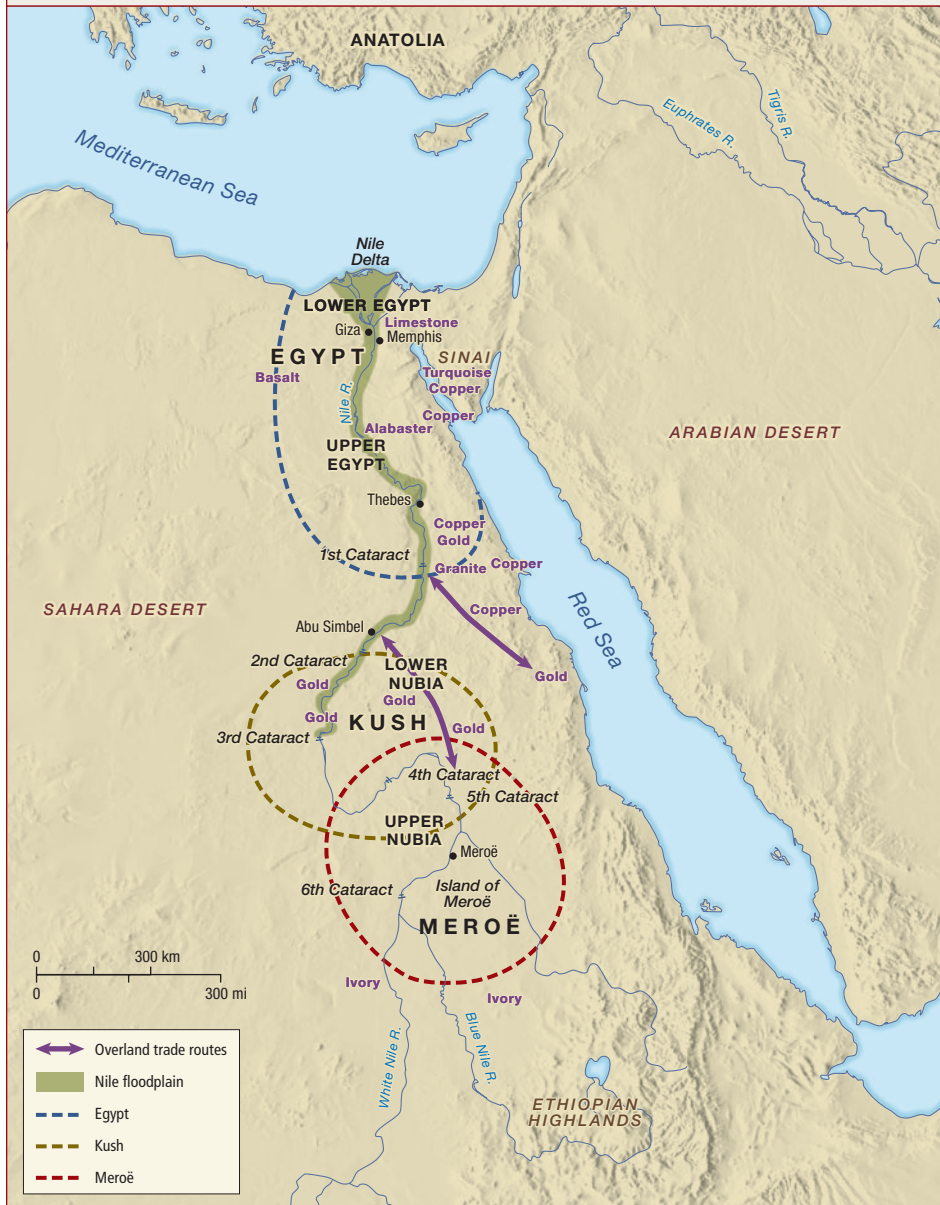 ANATOLIA
Tigris R.
Euphrates R.
Mediterranean Sea
Nile
Delta
LOWER EGYPT
Giza
Limestone
Memphis
EGYPT
SINAI
Basalt
Turquoise
Copper
Nile R.
Copper
Alabaster
ARABIAN DESERT
UPPER
EGYPT
Thebes
Copper
Gold
1st Cataract
Granite
Copper
SAHARA DESERT
Copper
Red Sea
Abu Simbel
2nd Cataract
LOWER
NUBIA
Gold
Gold
Gold
Gold
KUSH
Gold
3rd Cataract
4th Cataract
5th Cataract
UPPER
NUBIA
Meroë
6th Cataract
Island of
Meroë
MEROË
0 300 km
0 300 mi
Ivory
Ivory
White Nile R.
Blue Nile R.
ETHIOPIAN
HIGHLANDS
Overland trade routes
Nile floodplain
Egypt
Kush
Meroë